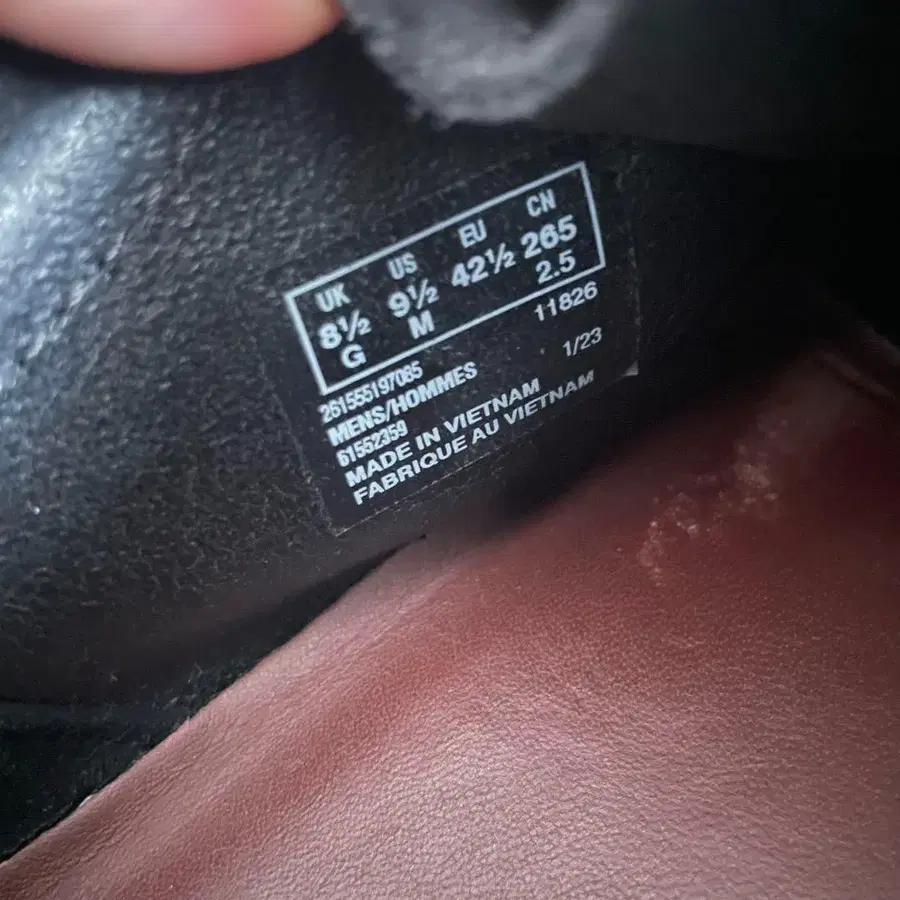 UK US EU CN
8½ 9½ 42½ 265
G M 2.5
261555197085 11826
MENS/HOMMES
61552359 1/23
MADE IN VIETNAM
FABRIQUE AU VIETNAM